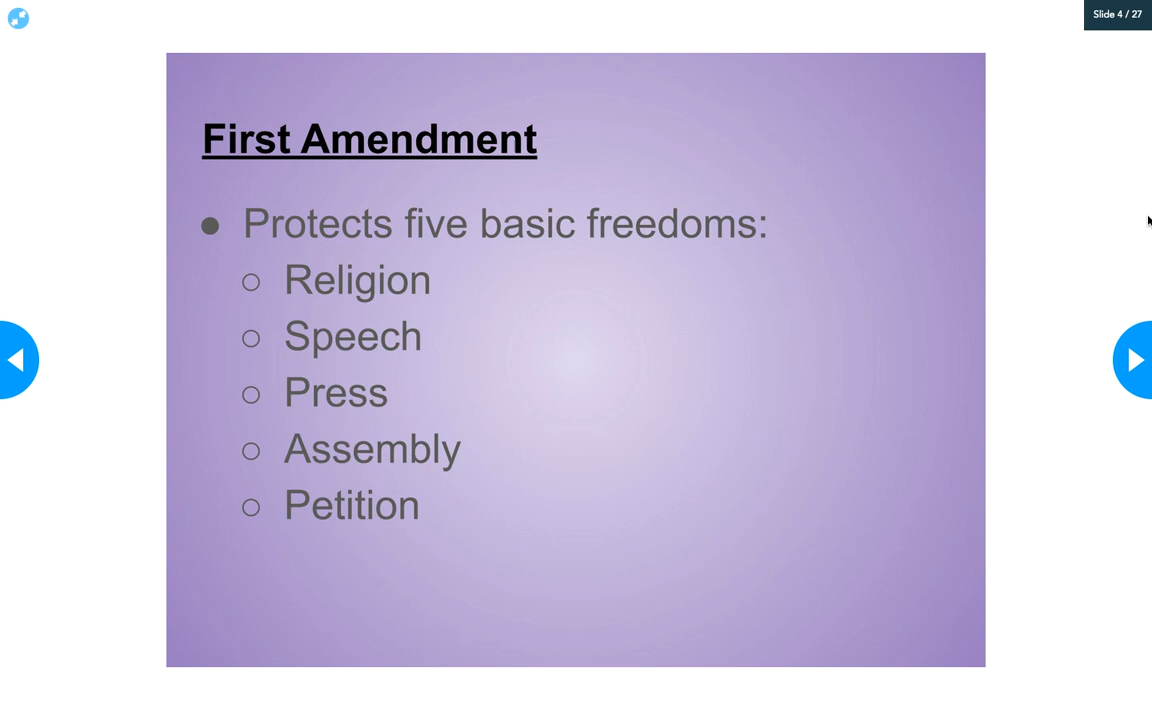 Slide 4 / 27
First Amendment
● Protects five basic freedoms:
○ Religion
○ Speech
○ Press
○ Assembly
○ Petition